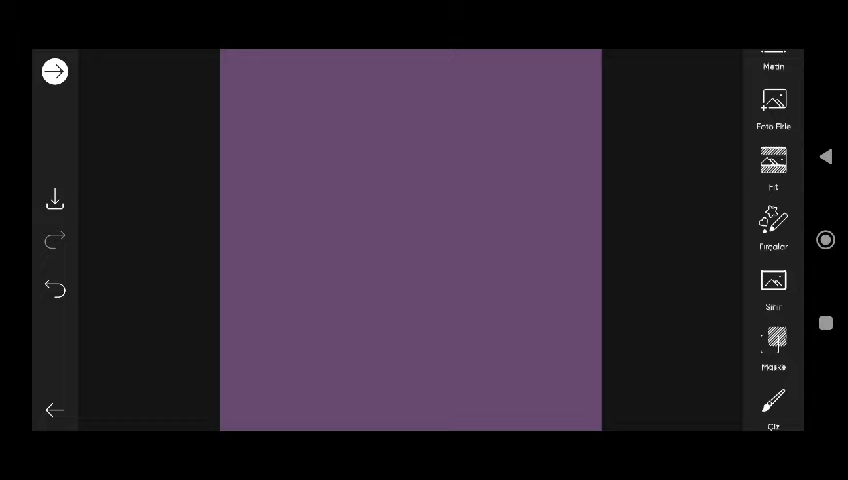 Metin
Foto Ekle
Fit
Fırçalar
Sınır
Maske
Çiz